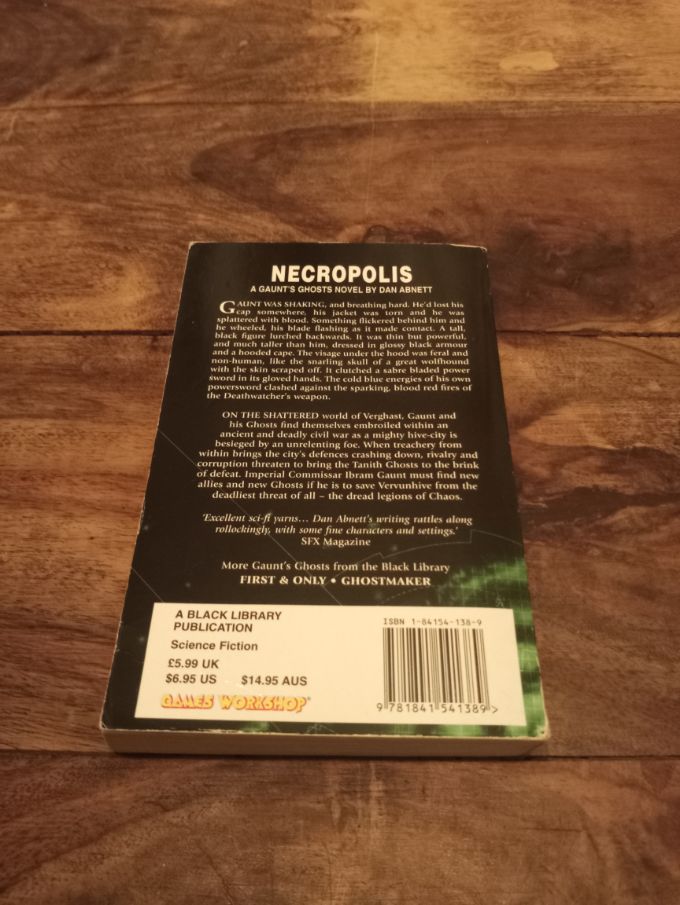 NECROPOLIS
A GAUNT'S GHOSTS NOVEL BY DAN ABNETT
GAUNT WAS SHAKING, and breathing hard. He'd lost his
cap somewhere, his jacket was torn and he was
splattered with blood. Something flickered behind him and
he wheeled, his blade flashing as it made contact. A tall,
black figure lurched backwards. It was thin but powerful,
and much taller than him, dressed in glossy black armour
and a hooded cape. The visage under the hood was feral and
non-human, like the snarling skull of a great wolfhound
with the skin scraped off. It clutched a sabre bladed power
sword in its gloved hands. The cold blue energies of his own
powersword clashed against the sparking, blood red fires of
the Deathwatcher's weapon.
ON THE SHATTERED world of Verghast, Gaunt and
his Ghosts find themselves embroiled within an
ancient and deadly civil war as a mighty hive-city is
besieged by an unrelenting foe. When treachery from
within brings the city's defences crashing down, rivalry and
corruption threaten to bring the Tanith Ghosts to the brink
of defeat. Imperial Commissar Ibram Gaunt must find new
allies and new Ghosts if he is to save Vervunhive from the
deadliest threat of all – the dread legions of Chaos.
'Excellent sci-fi yarns... Dan Abnett's writing rattles along
rollockingly, with some fine characters and settings.'
SFX Magazine
More Gaunt's Ghosts from the Black Library
FIRST & ONLY • GHOSTMAKER
A BLACK LIBRARY
PUBLICATION
Science Fiction
£5.99 UK
$6.95 US $14.95 AUS
GAMES WORKSHOP®
ISBN 1-84154-138-9
9 781841 541389 >